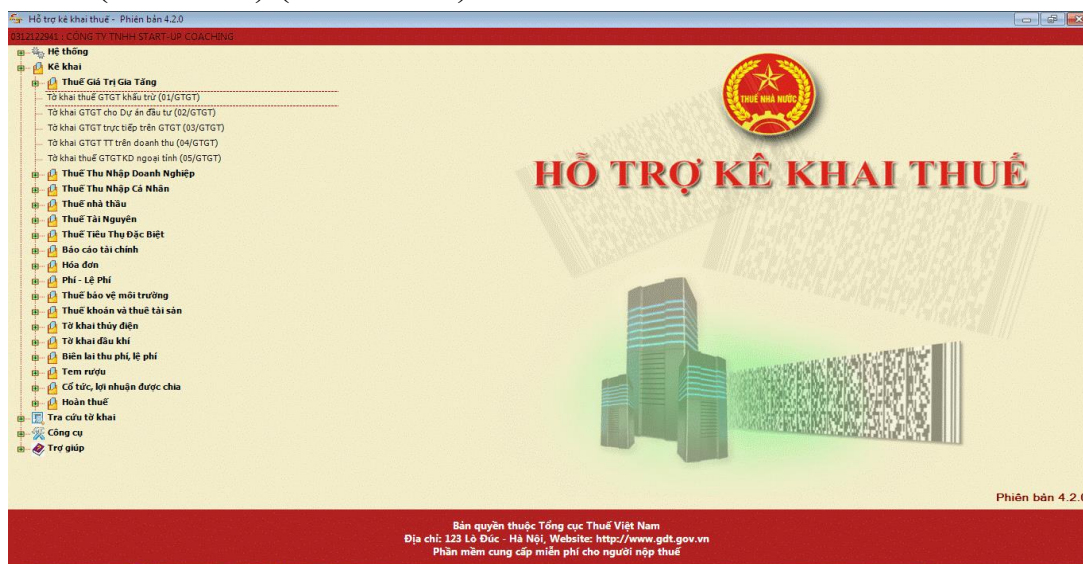 Hỗ trợ kê khai thuế - Phiên bản 4.2.0
0312122941 : CÔNG TY TNHH START-UP COACHING
Hệ thống
Kê khai
Thuế Giá Trị Gia Tăng
Tờ khai thuế GTGT khấu trừ (01/GTGT)
Tờ khai GTGT cho Dự án đầu tư (02/GTGT)
Tờ khai GTGT trực tiếp trên GTGT (03/GTGT)
Tờ khai GTGT TT trên doanh thu (04/GTGT)
Tờ khai thuế GTGT KD ngoại tỉnh (05/GTGT)
Thuế Thu Nhập Doanh Nghiệp
Thuế Thu Nhập Cá Nhân
Thuế nhà thầu
Thuế Tài Nguyên
Thuế Tiêu Thụ Đặc Biệt
Báo cáo tài chính
Hóa đơn
Phí - Lệ Phí
Thuế bảo vệ môi trường
Thuế khoán và thuê tài sản
Tờ khai thủy điện
Tờ khai dầu khí
Biên lai thu phí, lệ phí
Tem rượu
Cổ tức, lợi nhuận được chia
Hoàn thuế
Tra cứu tờ khai
Công cụ
Trợ giúp
THUẾ NHÀ NƯỚC
HỖ TRỢ KÊ KHAI THUẾ
Phiên bản 4.2.0
Bản quyền thuộc Tổng cục Thuế Việt Nam
Địa chỉ: 123 Lò Đúc - Hà Nội, Website: http://www.gdt.gov.vn
Phần mềm cung cấp miễn phí cho người nộp thuế